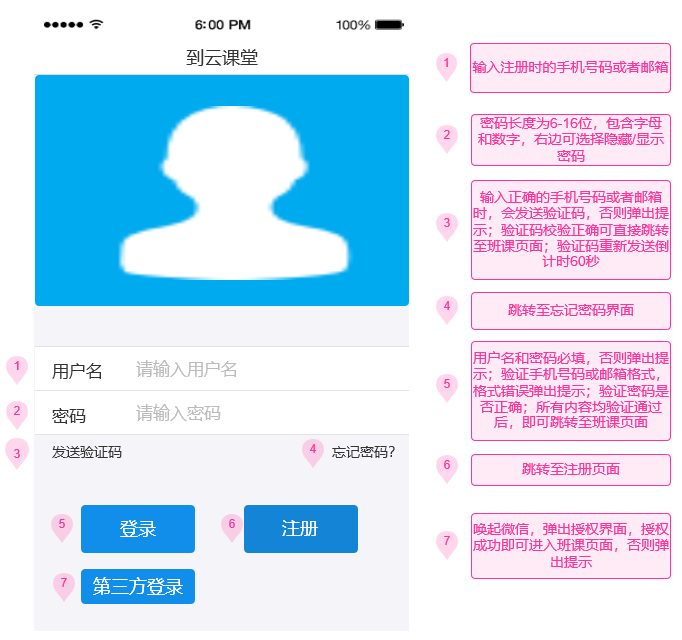 6:00 PM
100%
到云课堂
1
用户名
请输入用户名
2
密码
请输入密码
3
发送验证码
4
忘记密码?
5
登录
6
注册
7
第三方登录
1
输入注册时的手机号码或者邮箱
2
密码长度为6-16位，包含字母
和数字，右边可选择隐藏/显示
密码
3
输入正确的手机号码或者邮箱
时，会发送验证码，否则弹出提
示；验证码校验正确可直接跳转
至班课页面；验证码重新发送倒
计时60秒
4
跳转至忘记密码界面
5
用户名和密码必填，否则弹出提
示；验证手机号码或邮箱格式，
格式错误弹出提示；验证密码是
否正确；所有内容均验证通过
后，即可跳转至班课页面
6
跳转至注册页面
7
唤起微信，弹出授权界面，授权
成功即可进入班课页面，否则弹
出提示